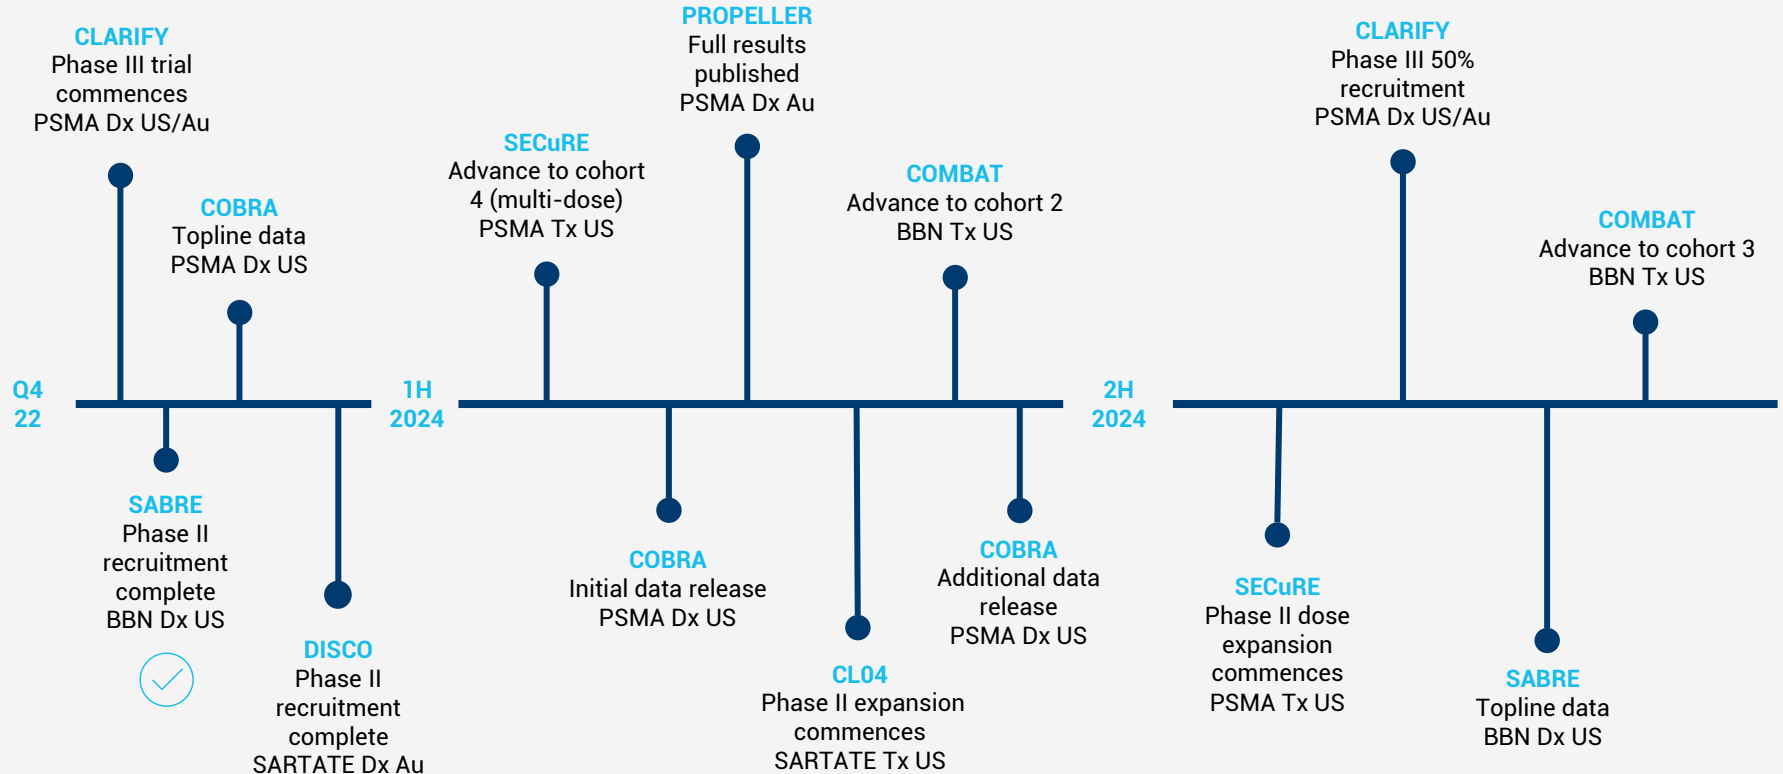 Q4
22
CLARIFY
Phase III trial
commences
PSMA Dx US/Au
SABRE
Phase II
recruitment
complete
BBN Dx US
COBRA
Topline data
PSMA Dx US
DISCO
Phase II
recruitment
complete
SARTATE Dx Au
1H
2024
SECuRE
Advance to cohort
4 (multi-dose)
PSMA Tx US
COBRA
Initial data release
PSMA Dx US
PROPELLER
Full results
published
PSMA Dx Au
CL04
Phase II expansion
commences
SARTATE Tx US
COMBAT
Advance to cohort 2
BBN Tx US
COBRA
Additional data
release
PSMA Dx US
2H
2024
SECuRE
Phase II dose
expansion
commences
PSMA Tx US
CLARIFY
Phase III 50%
recruitment
PSMA Dx US/Au
SABRE
Topline data
BBN Dx US
COMBAT
Advance to cohort 3
BBN Tx US